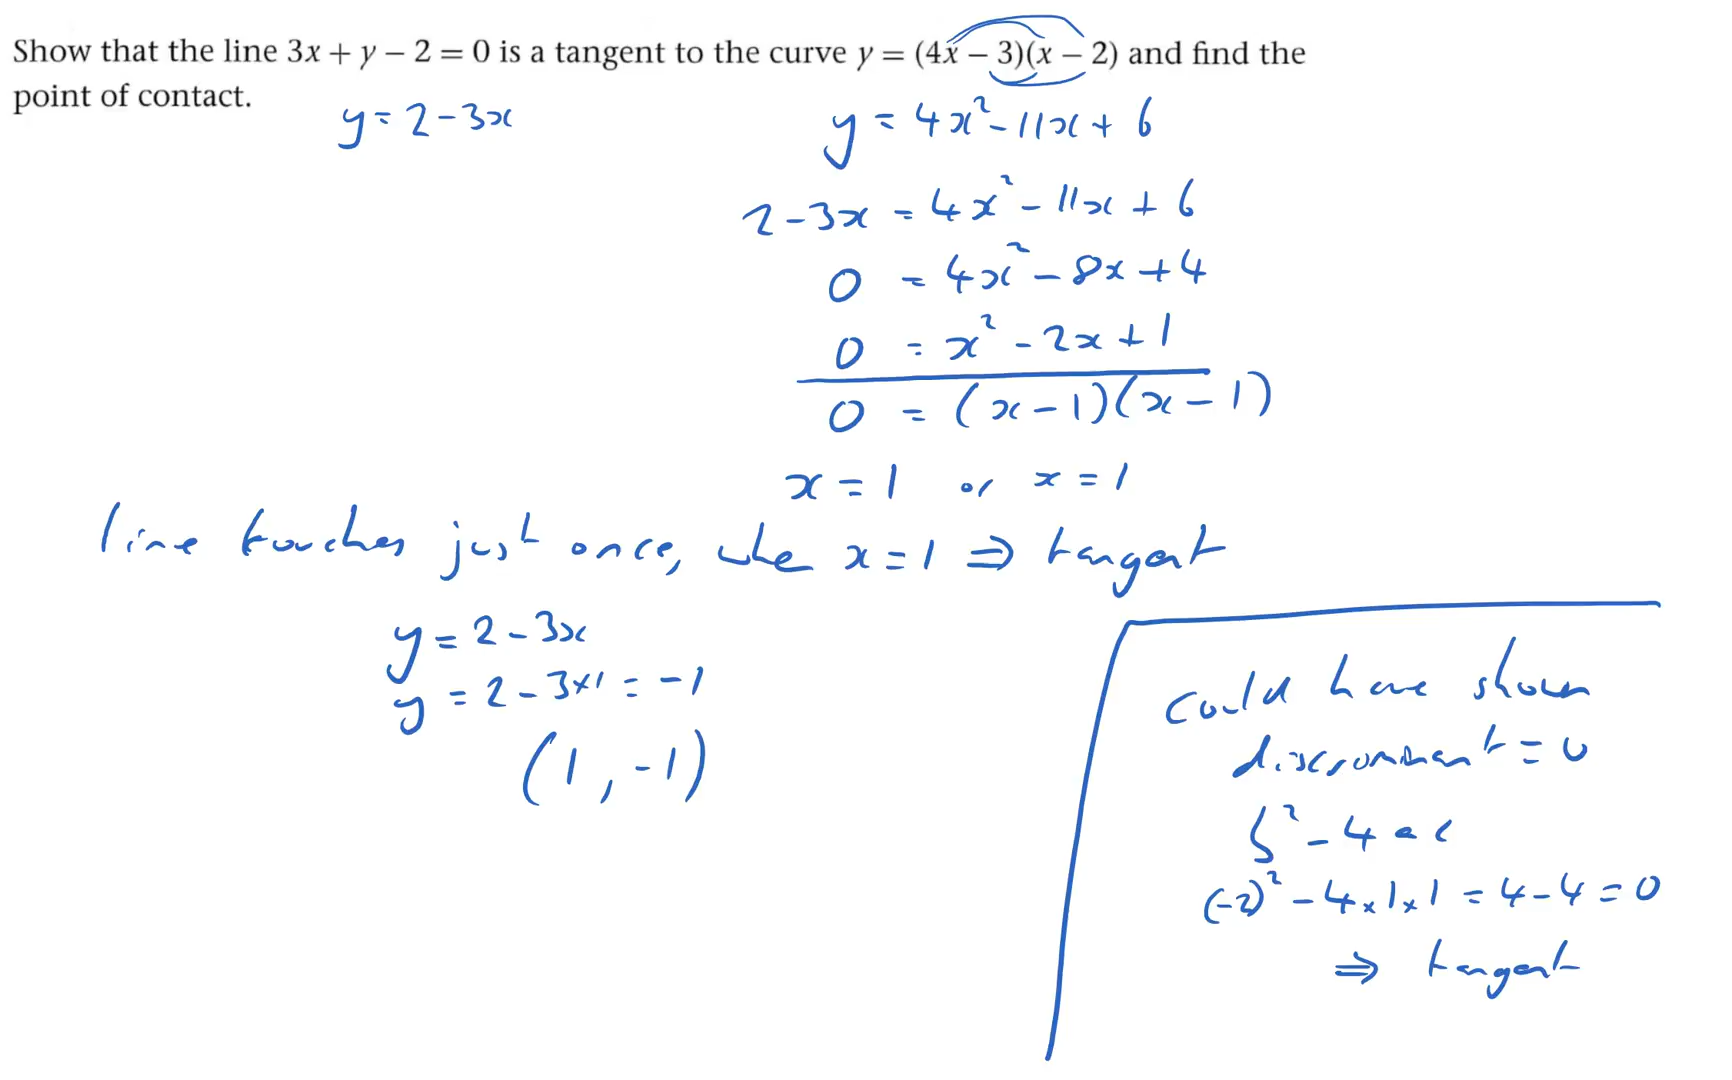 Show that the line 3x + y − 2 = 0 is a tangent to the curve y = (4x − 3)(x − 2) and find the
point of contact.
y = 2 - 3x
y = 4x² - 11x + 6
2 - 3x = 4x² - 11x + 6
0 = 4x² - 8x + 4
0 = x² - 2x + 1
0 = (x - 1)(x - 1)
x = 1 or x = 1
line touches just once, when x = 1 ⇒ tangent
y = 2 - 3x
y = 2 - 3×1 = -1
(1, -1)
could have shown
discriminant = 0
b² - 4ac
(-2)² - 4×1×1 = 4 - 4 = 0
⇒ tangent